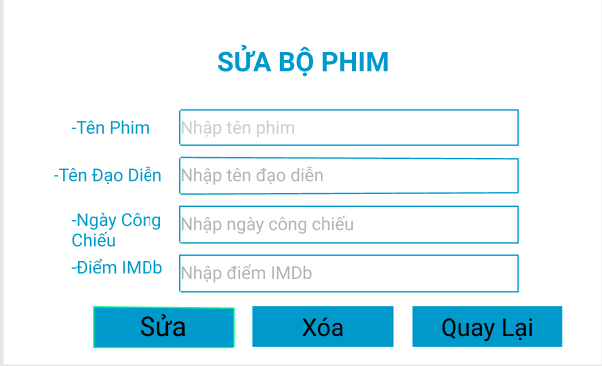 SỬA BỘ PHIM
-Tên Phim
Nhập tên phim
-Tên Đạo Diễn
Nhập tên đạo diễn
-Ngày Công
Chiếu
Nhập ngày công chiếu
-Điểm IMDb
Nhập điểm IMDb
Sửa
Xóa
Quay Lại